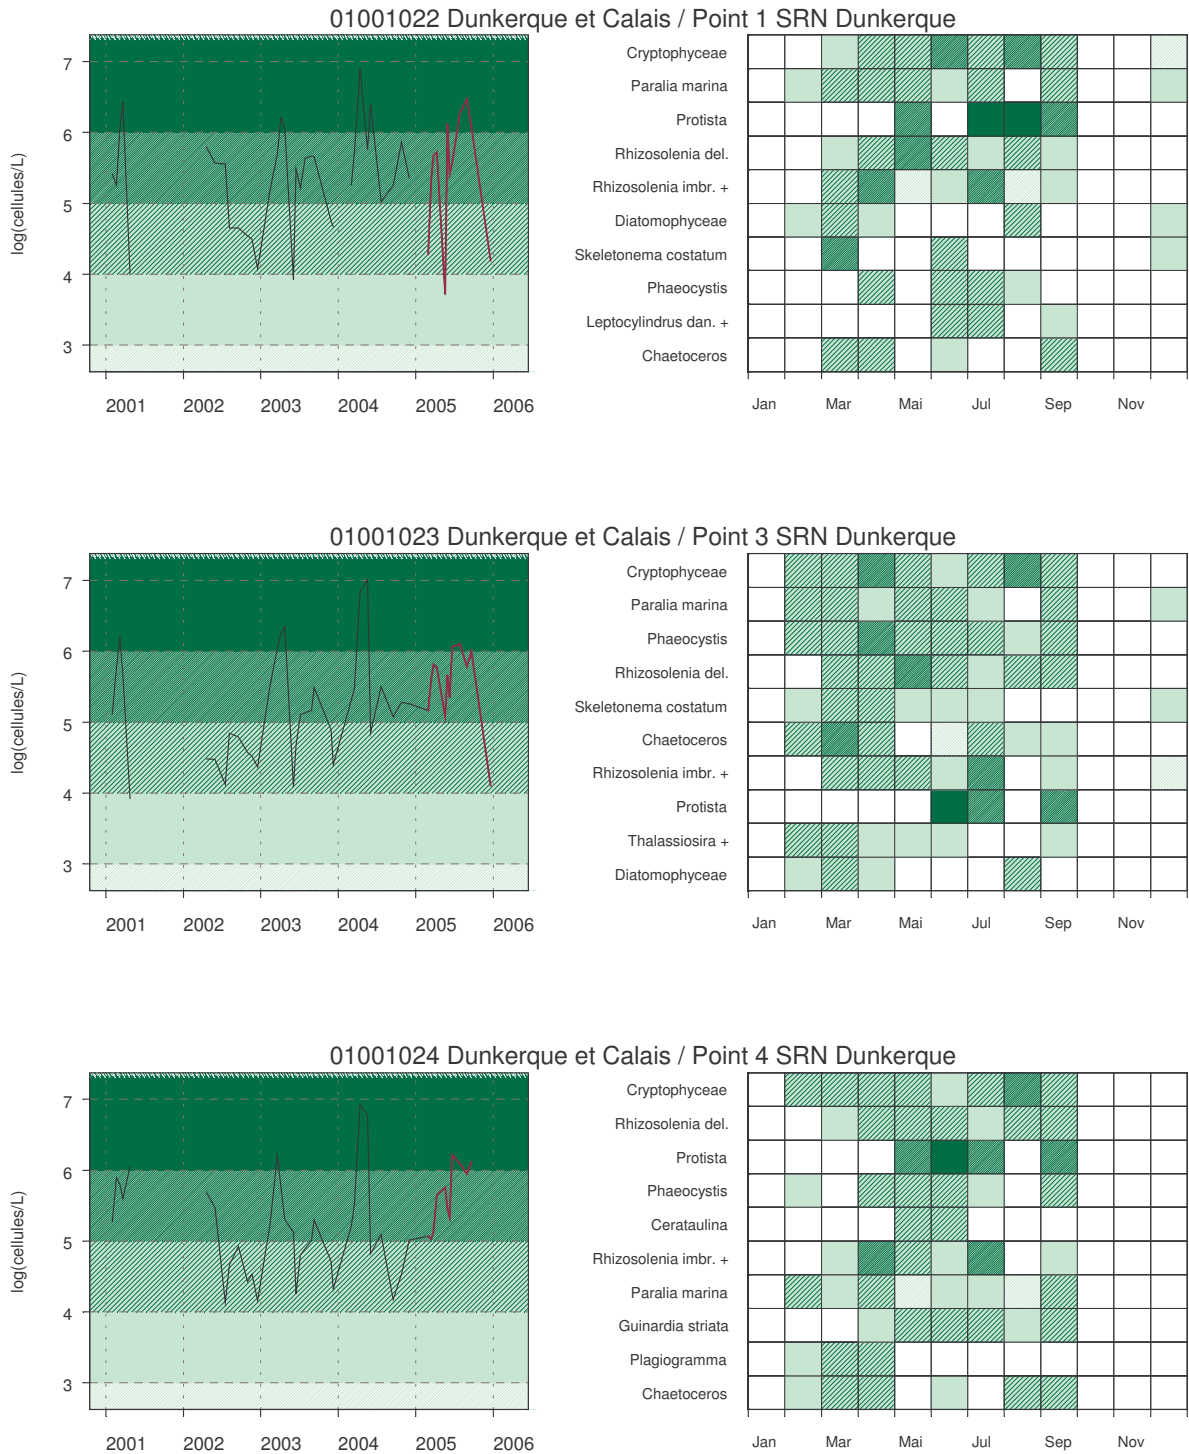 01001022 Dunkerque et Calais / Point 1 SRN Dunkerque
log(cellules/L)
7
6
5
4
3
2001 2002 2003 2004 2005 2006
Cryptophyceae
Paralia marina
Protista
Rhizosolenia del.
Rhizosolenia imbr. +
Diatomophyceae
Skeletonema costatum
Phaeocystis
Leptocylindrus dan. +
Chaetoceros
Jan Mar Mai Jul Sep Nov
01001023 Dunkerque et Calais / Point 3 SRN Dunkerque
log(cellules/L)
7
6
5
4
3
2001 2002 2003 2004 2005 2006
Cryptophyceae
Paralia marina
Phaeocystis
Rhizosolenia del.
Skeletonema costatum
Chaetoceros
Rhizosolenia imbr. +
Protista
Thalassiosira +
Diatomophyceae
Jan Mar Mai Jul Sep Nov
01001024 Dunkerque et Calais / Point 4 SRN Dunkerque
log(cellules/L)
7
6
5
4
3
2001 2002 2003 2004 2005 2006
Cryptophyceae
Rhizosolenia del.
Protista
Phaeocystis
Cerataulina
Rhizosolenia imbr. +
Paralia marina
Guinardia striata
Plagiogramma
Chaetoceros
Jan Mar Mai Jul Sep Nov